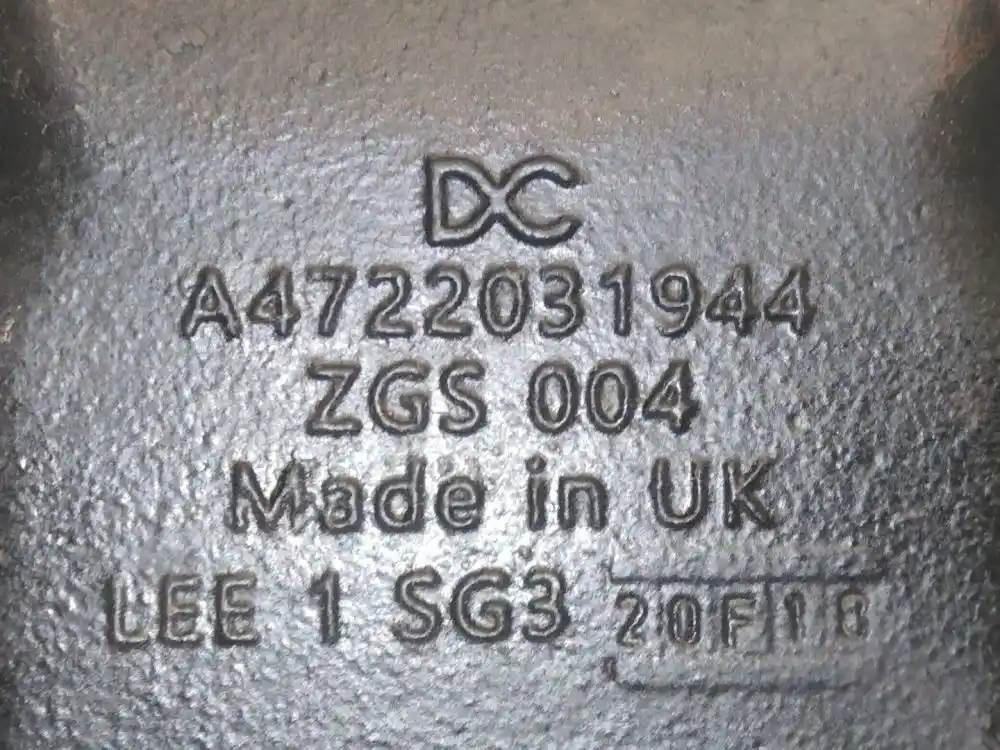 DC
A4722031944
ZGS 004
Made in UK
LEE 1 SG3 20F18